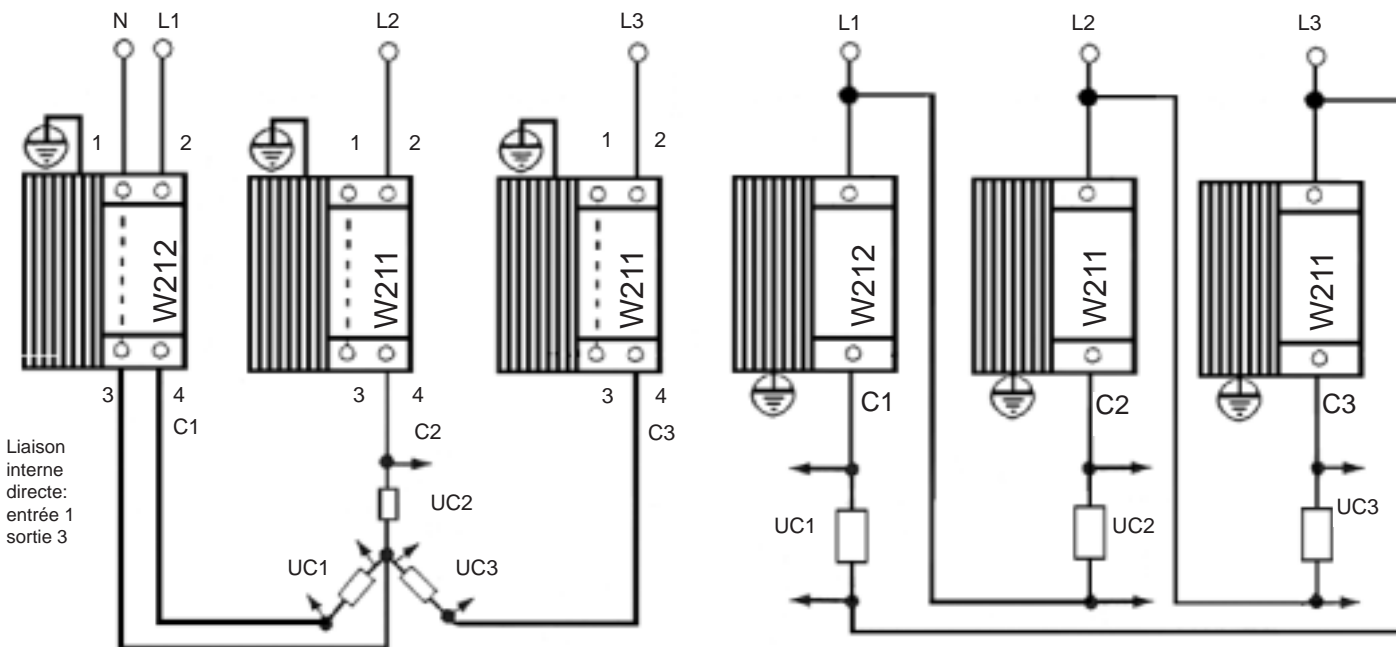 N L1 L2 L3 L1 L2 L3
1 2 1 2 1 2
W212 W211 W211 W212 W211 W211
3 4 3 4 3 4
C1 C2 C3 C1 C2 C3
Liaison
interne
directe:
entrée 1
sortie 3
UC2
UC1 UC3
UC1 UC2 UC3